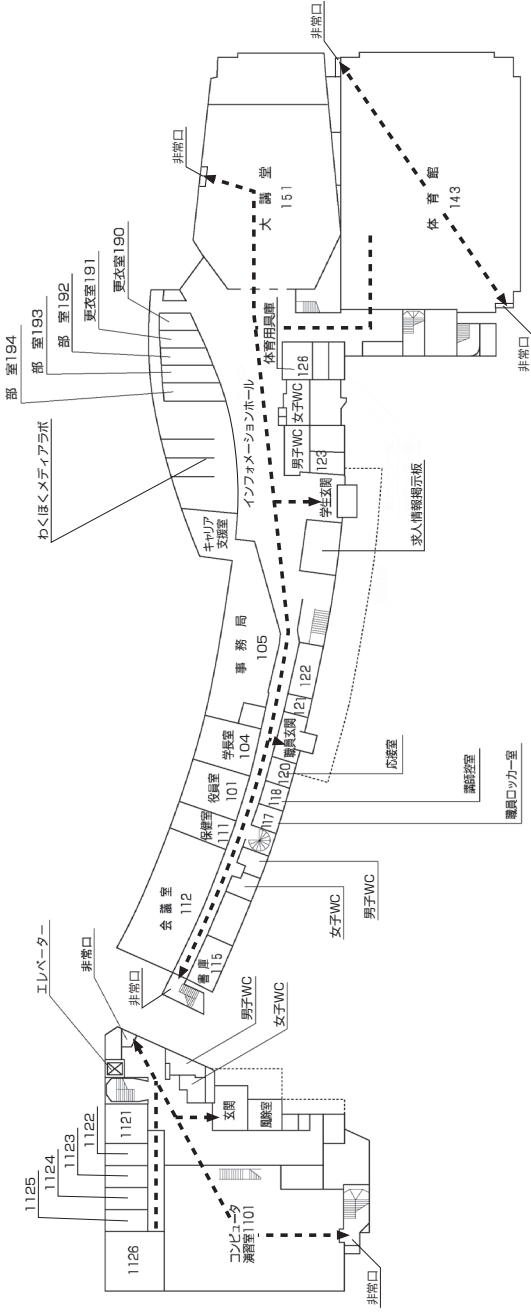 非常口
非常口
大講堂
151
体育館
143
更衣室190
更衣室191
部 室192
部 室193
部 室194
非常口
体育用具庫
126
女子WC
男子WC
123
インフォメーションホール
わくほくメディアラボ
学生玄関
求人情報掲示板
キャリア
支援室
事務局
105
122
121
職員玄関
学長室
104
120
応接室
役員室
101
118
講師控室
保健室
111
117
職員ロッカー室
会議室
112
男子WC
女子WC
書庫
115
非常口
エレベーター
非常口
男子WC
女子WC
1121
1122
1123
1124
1125
1126
玄関
風除室
コンピュータ
演習室1101
非常口